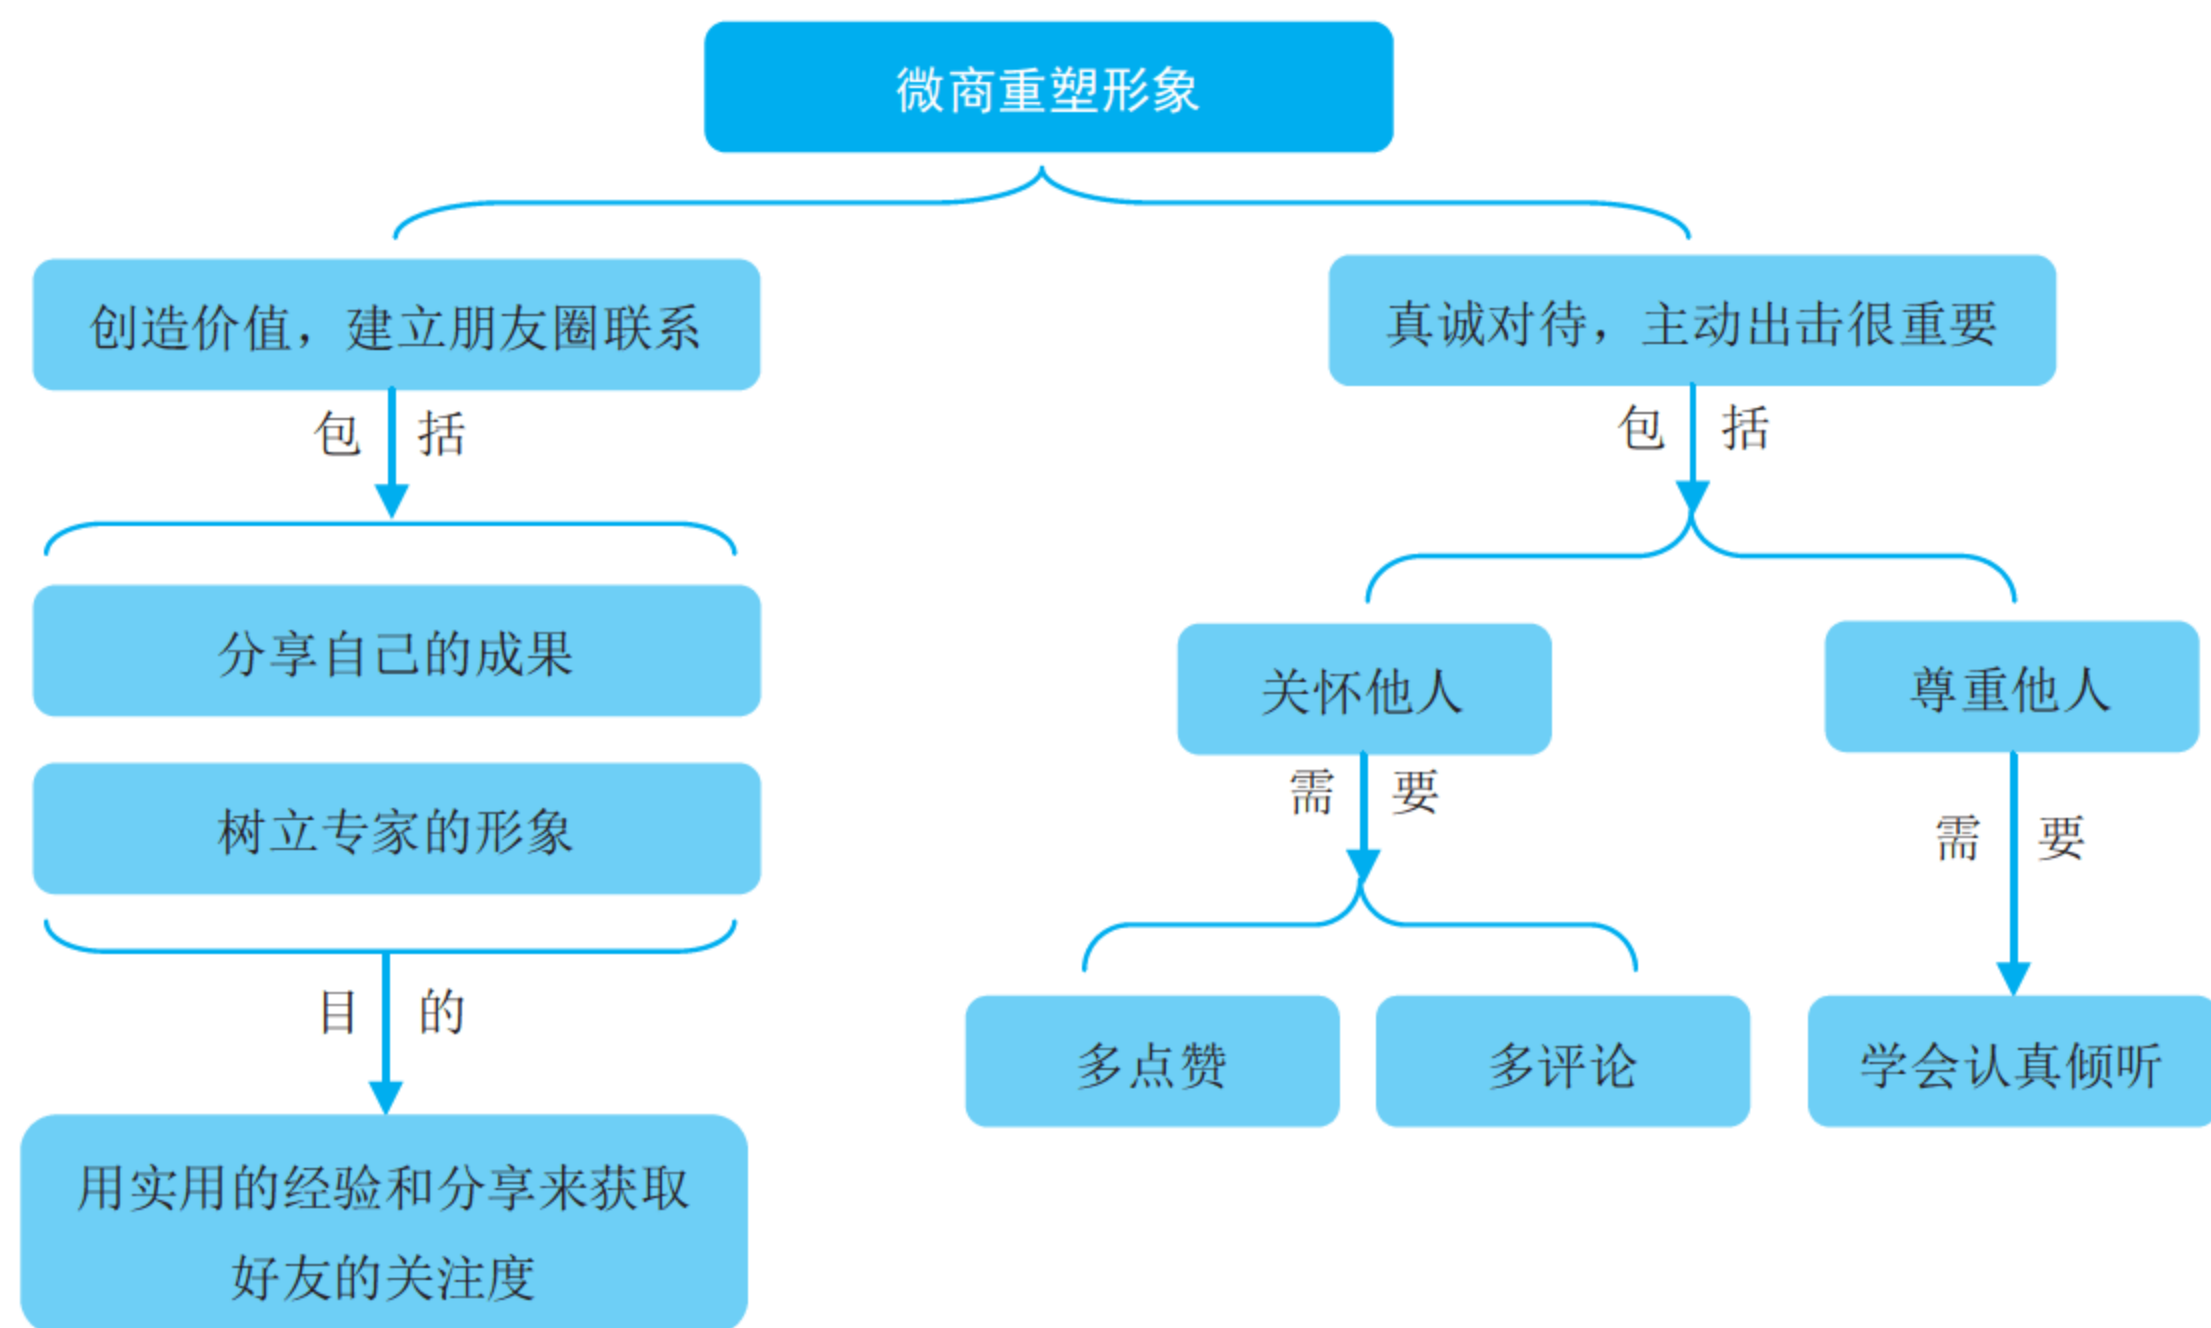 微商重塑形象
创造价值，建立朋友圈联系
包 括
分享自己的成果
树立专家的形象
目 的
用实用的经验和分享来获取
好友的关注度
真诚对待，主动出击很重要
包 括
关怀他人
需 要
多点赞
多评论
尊重他人
需 要
学会认真倾听